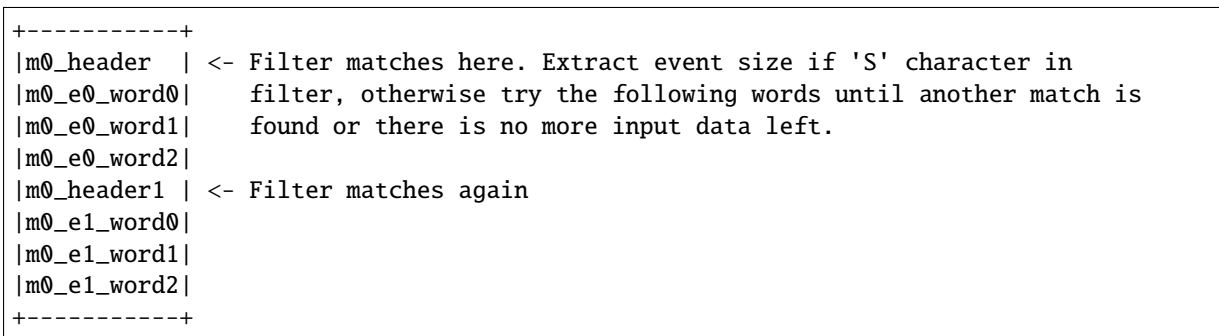 +-----------+
|m0_header  | <- Filter matches here. Extract event size if 'S' character in
|m0_e0_word0|    filter, otherwise try the following words until another match is
|m0_e0_word1|    found or there is no more input data left.
|m0_e0_word2|
|m0_header1 | <- Filter matches again
|m0_e1_word0|
|m0_e1_word1|
|m0_e1_word2|
+-----------+